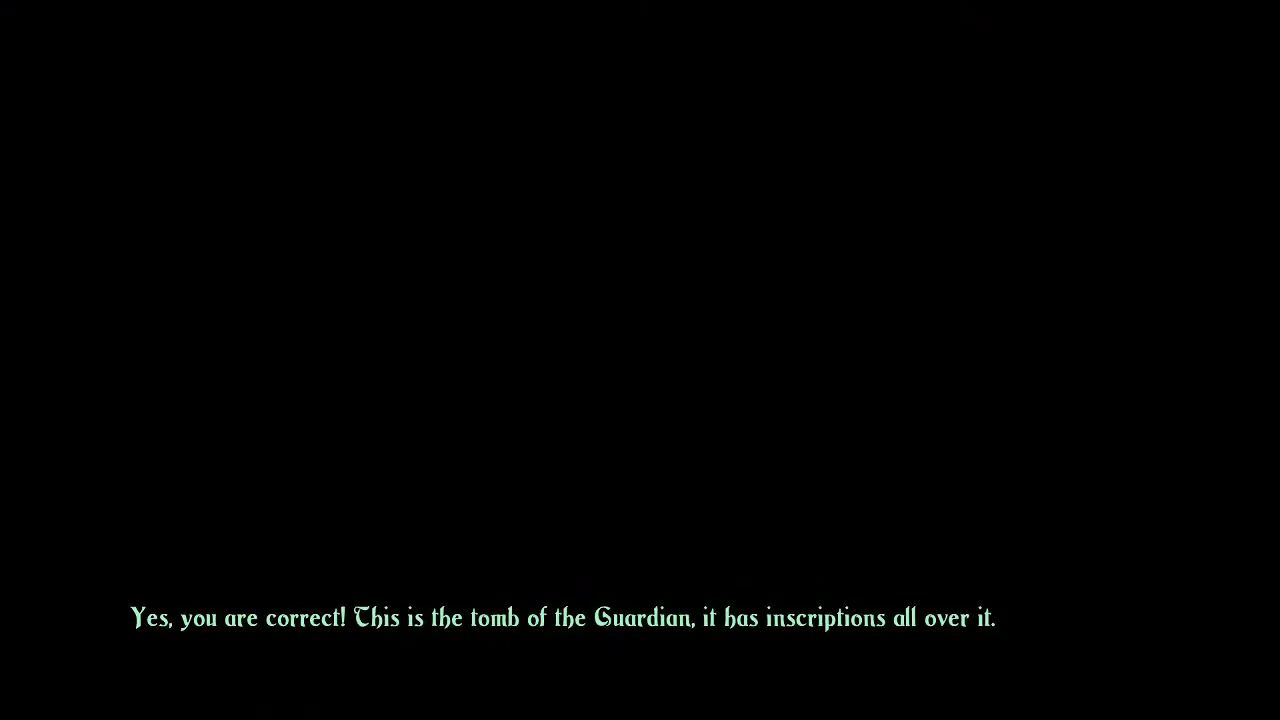 Yes, you are correct! This is the tomb of the Guardian, it has inscriptions all over it.